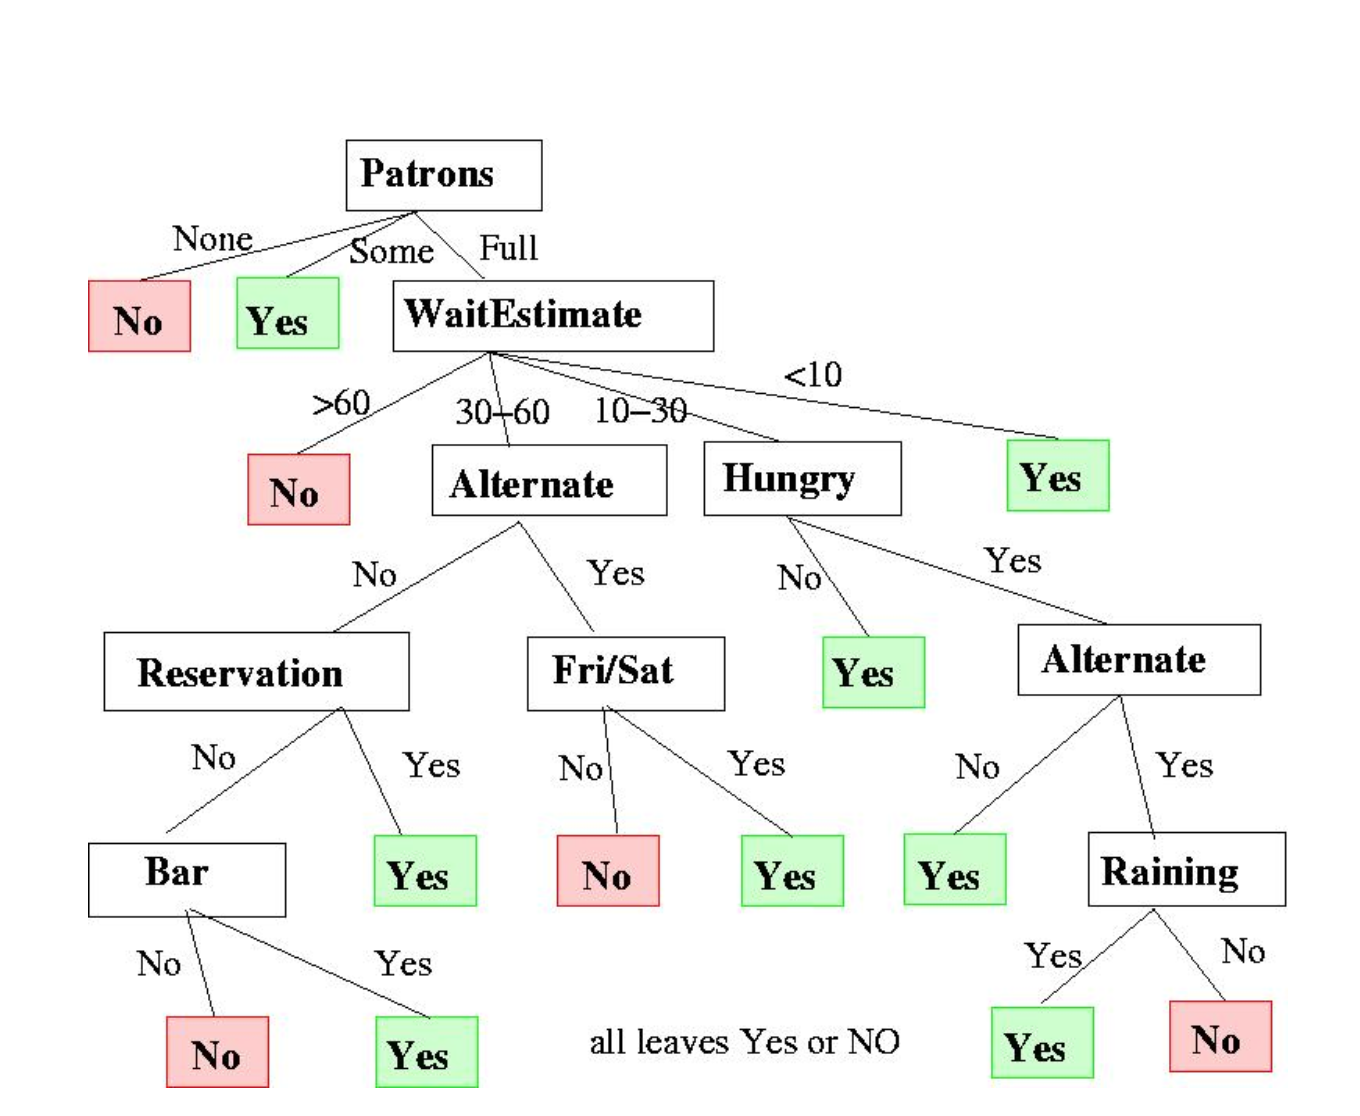 Patrons
None
Some
Full
No
Yes
WaitEstimate
>60
30–60
10–30
<10
No
Alternate
Hungry
Yes
No
Yes
No
Yes
Reservation
Fri/Sat
Yes
Alternate
No
Yes
No
Yes
No
Yes
Bar
Yes
No
Yes
Yes
Raining
No
Yes
Yes
No
No
Yes
all leaves Yes or NO
Yes
No